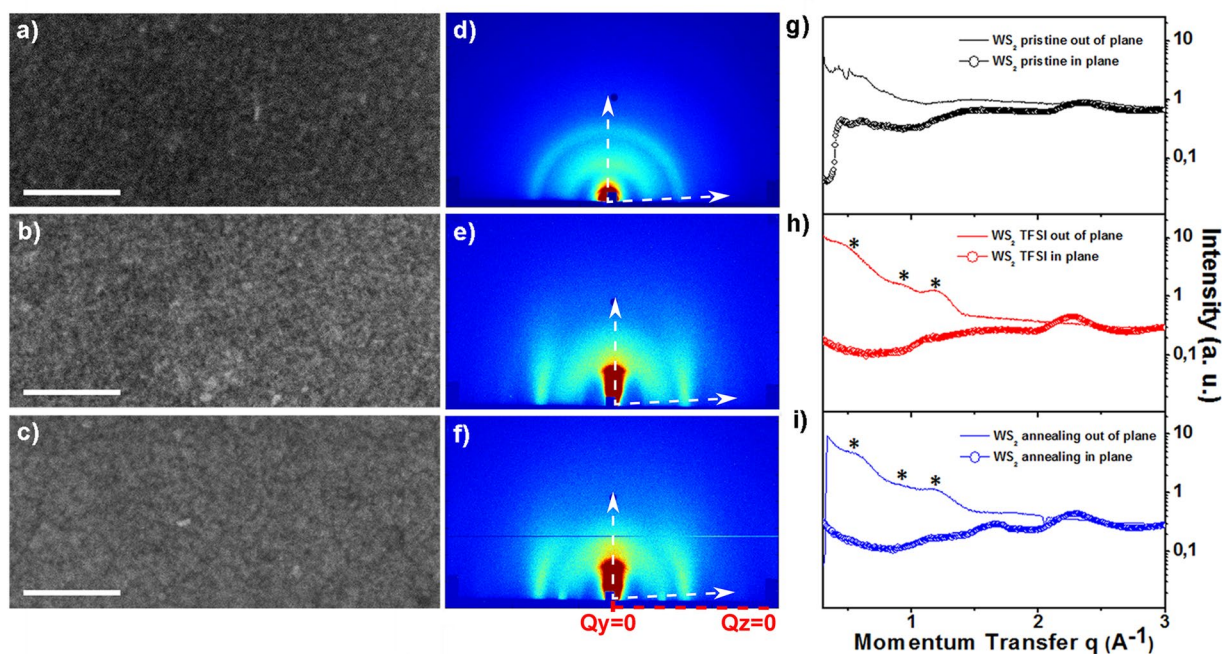 a)
b)
c)
d)
e)
f)
Qy=0 Qz=0
g)
WS2 pristine out of plane
WS2 pristine in plane
10
1
0,1
h)
WS2 TFSI out of plane
WS2 TFSI in plane
* * *
10
1
0,1
i)
WS2 annealing out of plane
WS2 annealing in plane
* * *
10
1
0,1
Intensity (a. u.)
1 2 3
Momentum Transfer q (A-1)